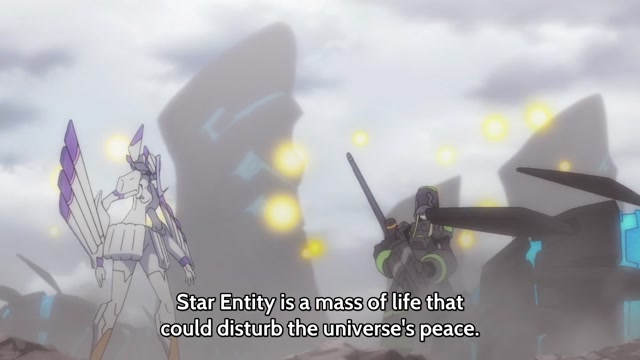 Star Entity is a mass of life that
could disturb the universe's peace.